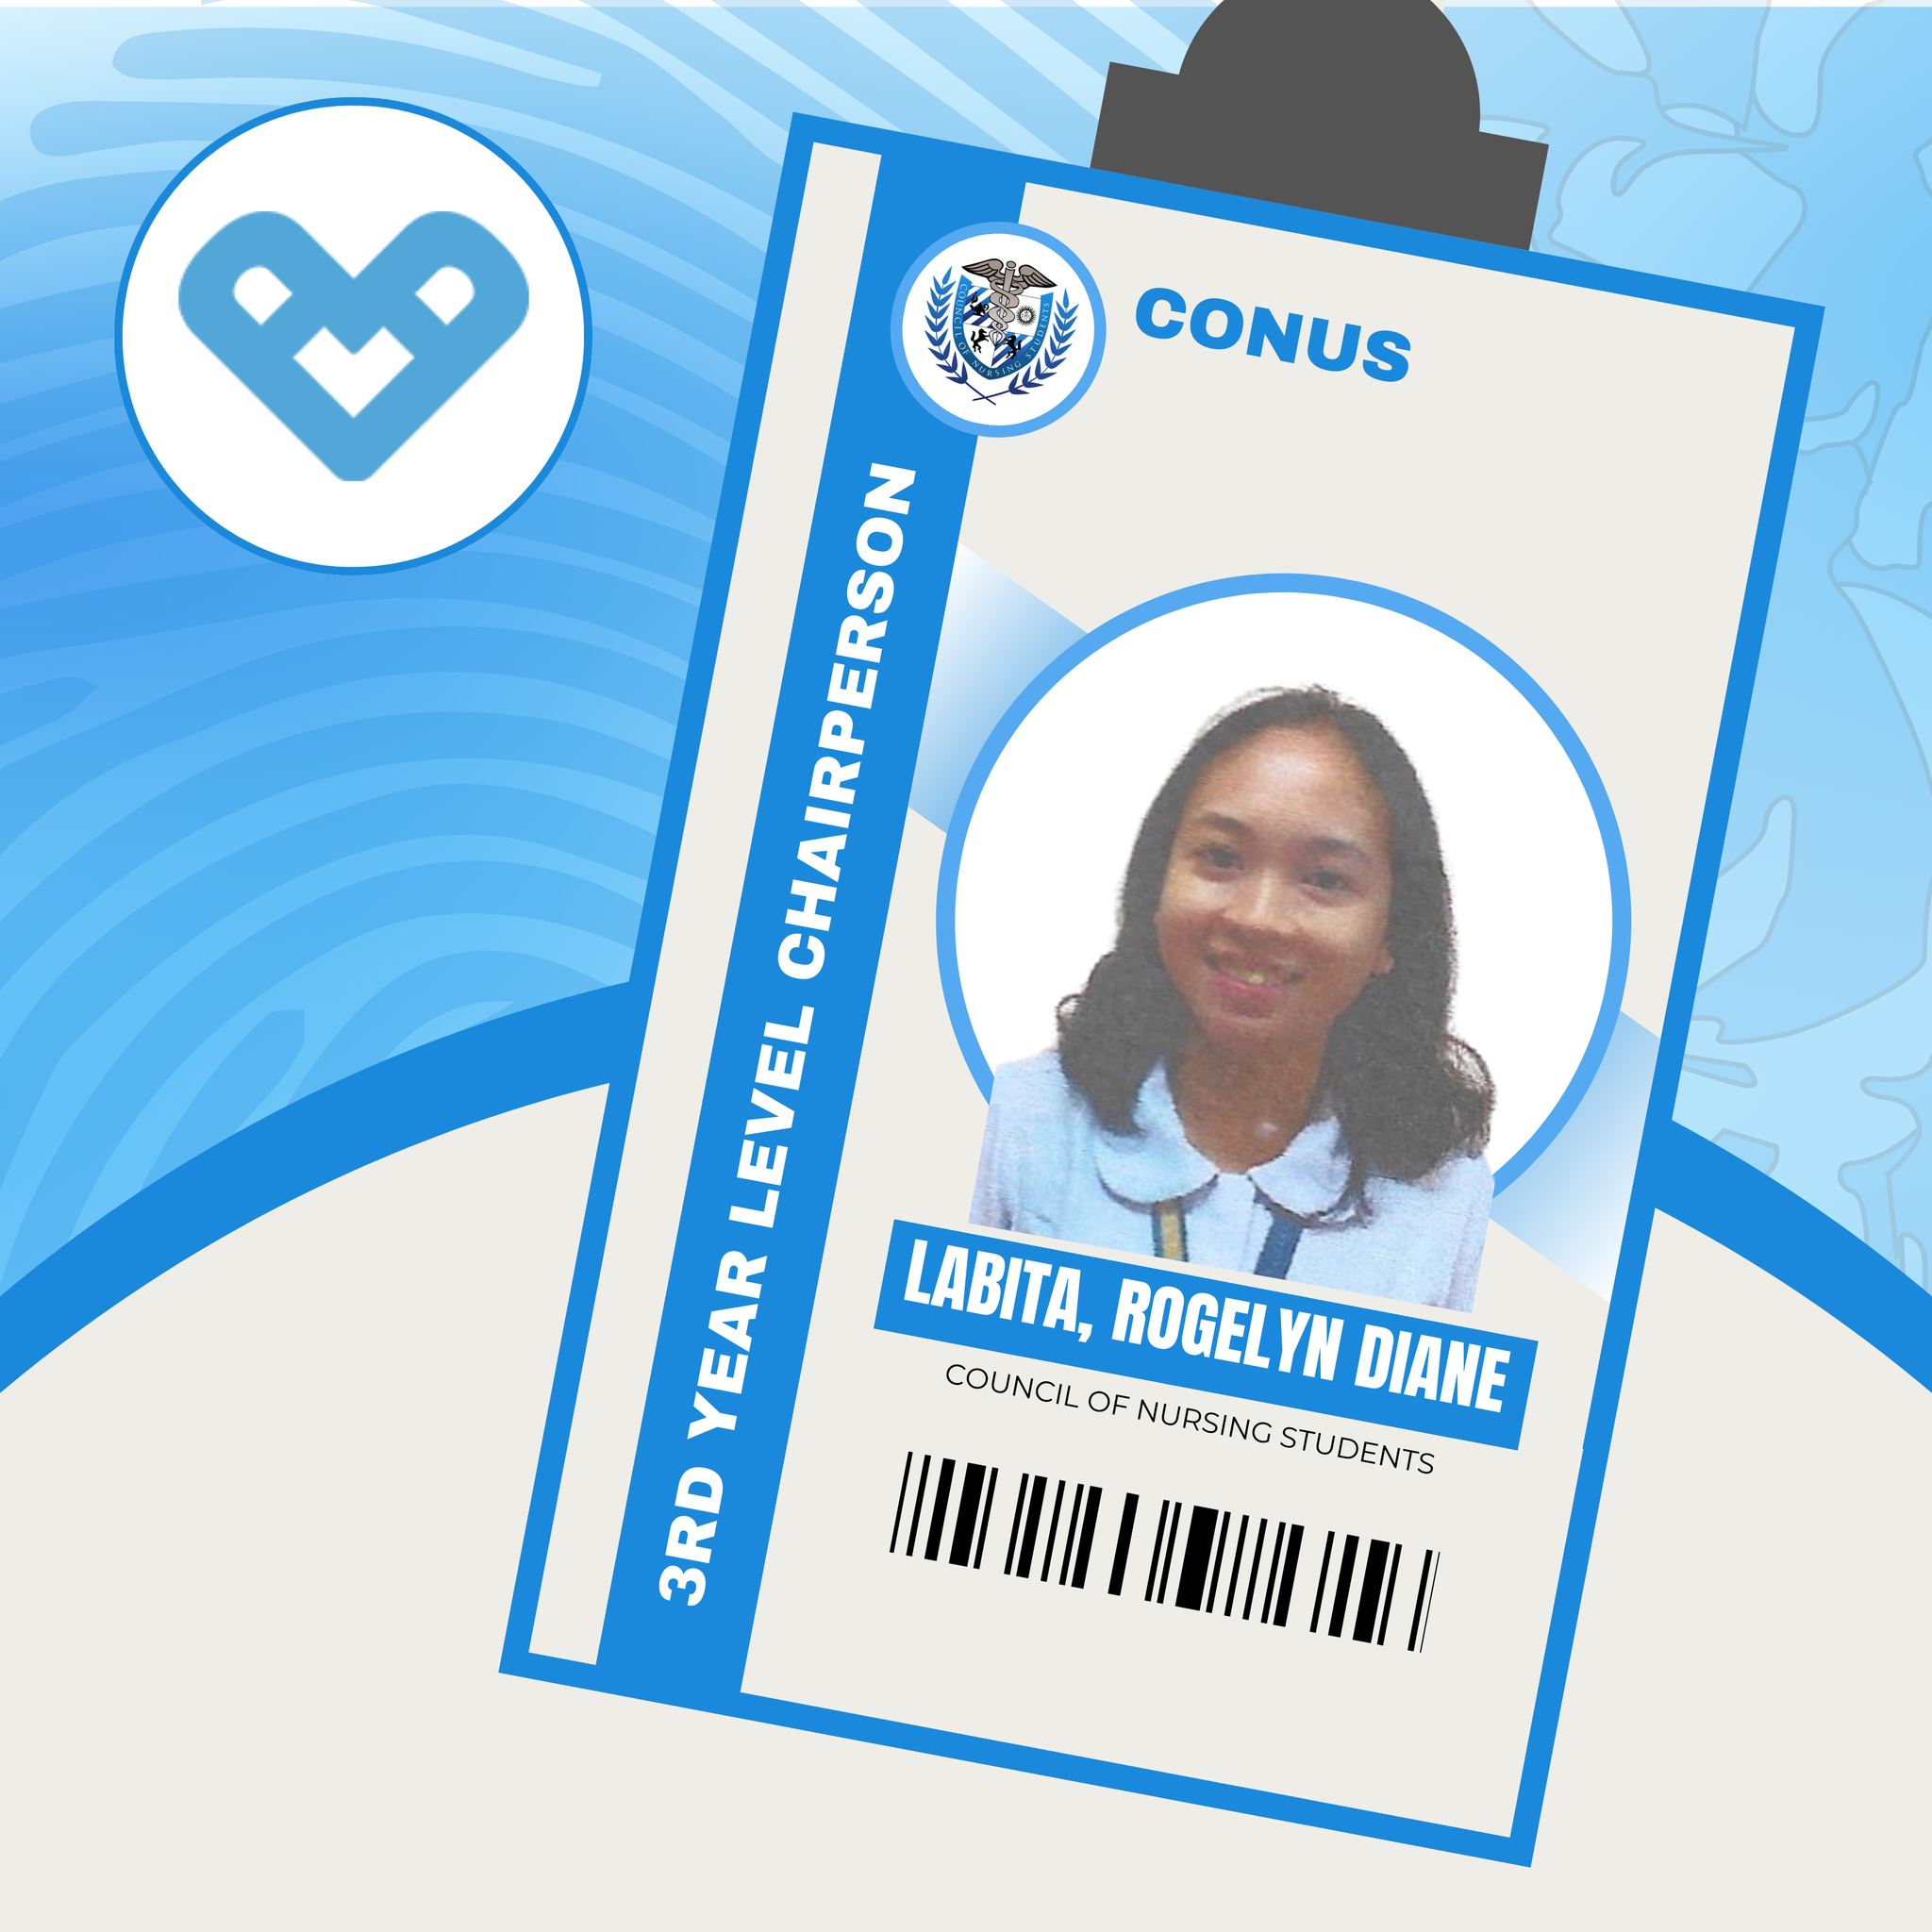 CONUS
COUNCIL OF NURSING STUDENTS
3RD YEAR LEVEL CHAIRPERSON
LABITA, ROGELYN DIANE
COUNCIL OF NURSING STUDENTS